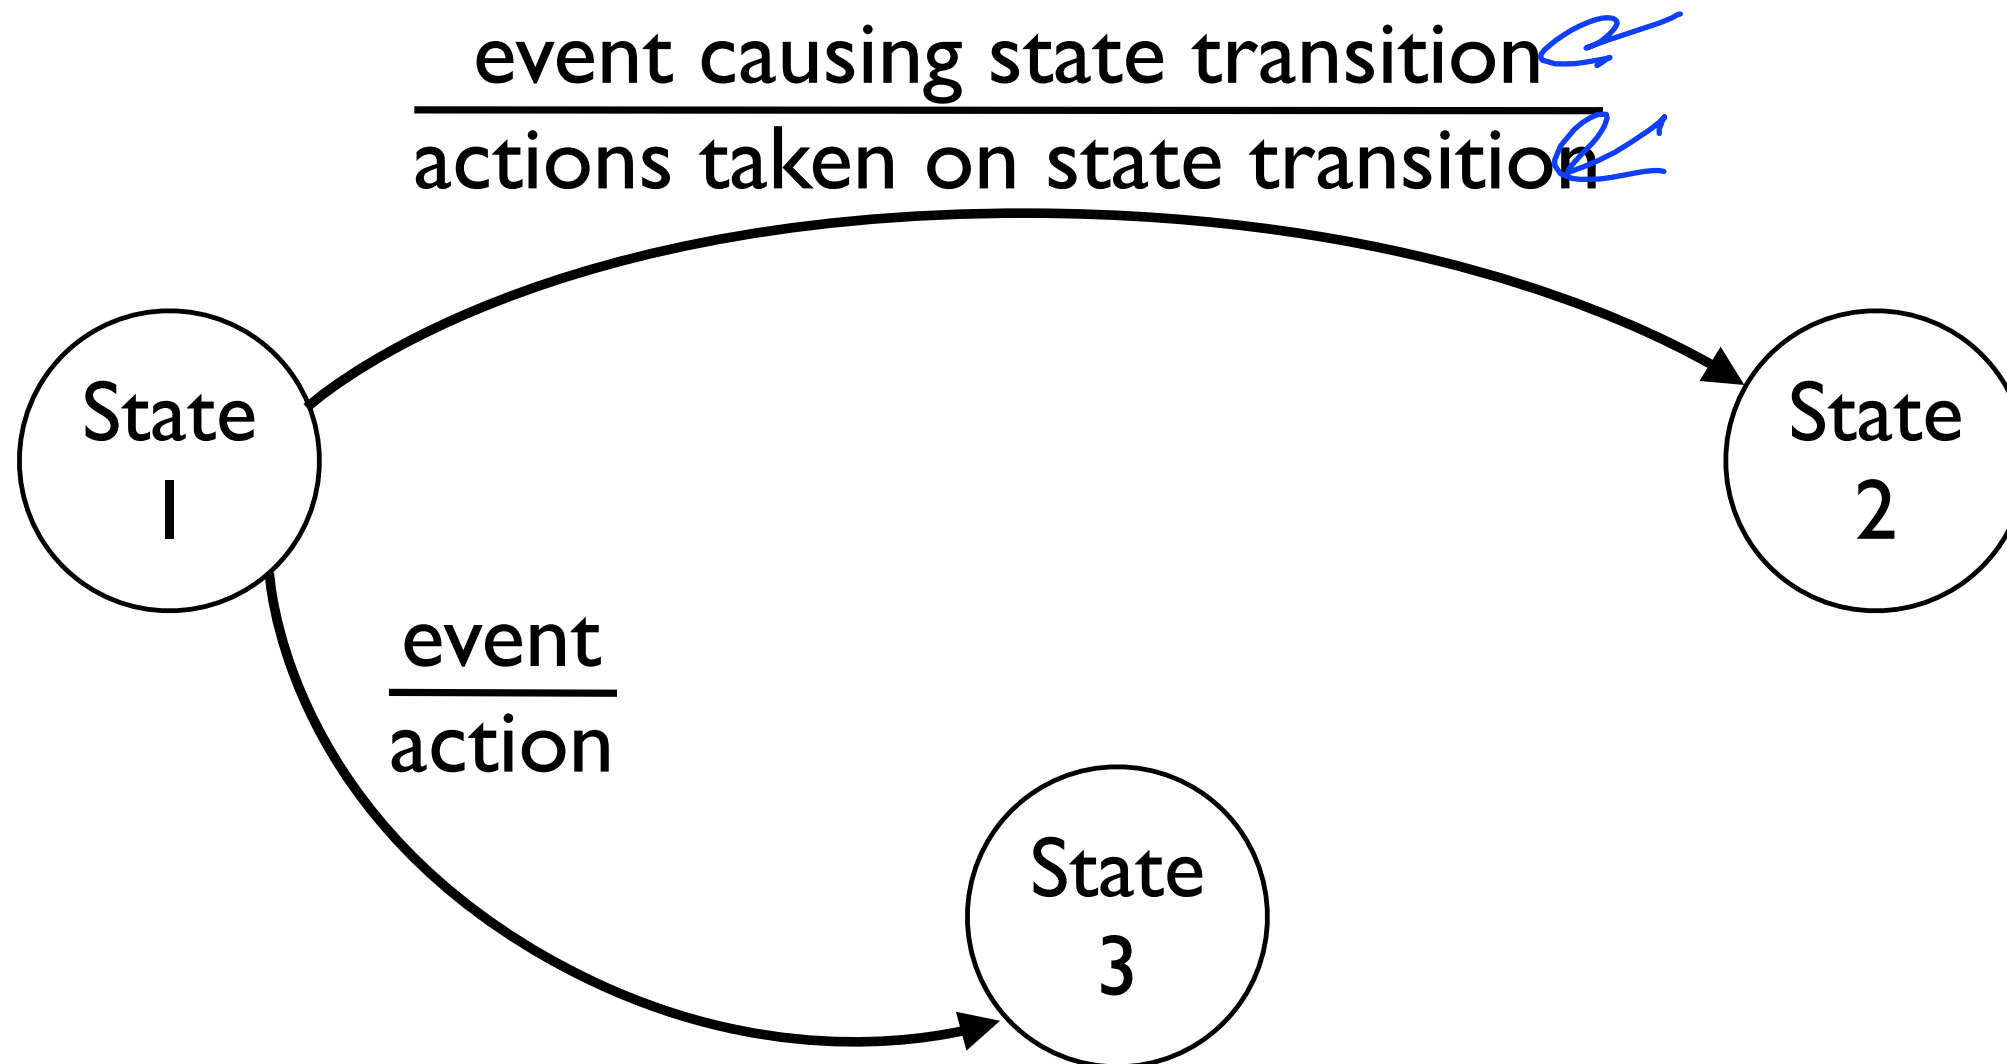 event causing state transition
actions taken on state transition
State
1
State
2
event
action
State
3